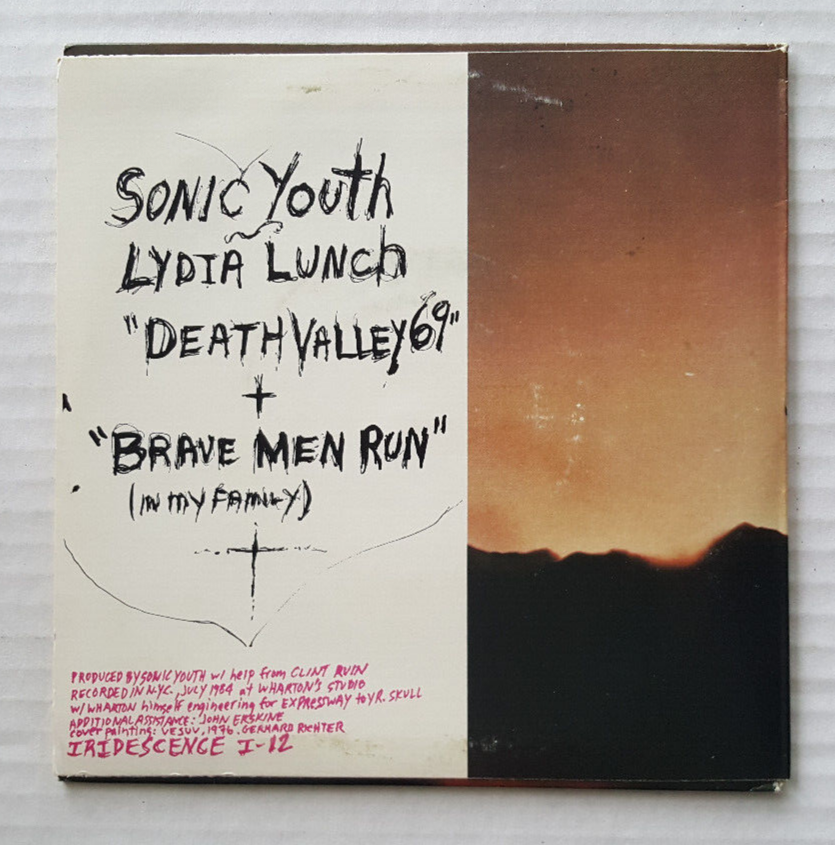 SONIC Youth
LYDIA LUNCh
"DEATH VALLEY 69"
+
"BRAVE MEN RUN"
(IN MY FAMILY)
PRODUCED BY SONIC YOUTH w/ help from CLINT RUIN
RECORDED IN N.Y.C., JULY 1984 at WHARTON'S STUDIO
w/ WHARTON himself engineering for EXPRESSWAY to YR. SKULL
ADDITIONAL ASSISTANCE: JOHN ERSKINE
cover painting: VESUV, 1976. GERHARD RICHTER
IRIDESCENCE I-12